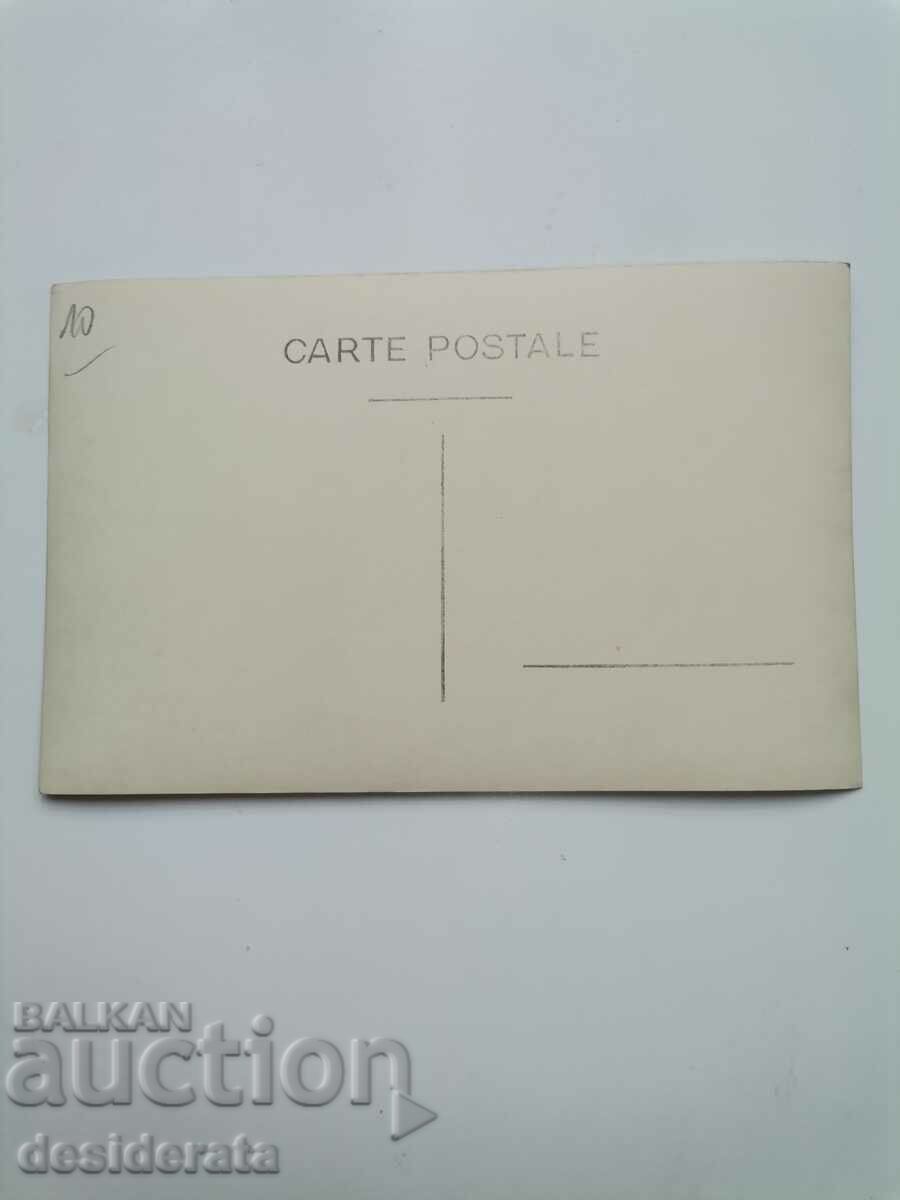 10
CARTE POSTALE
BALKAN
auction
desiderata